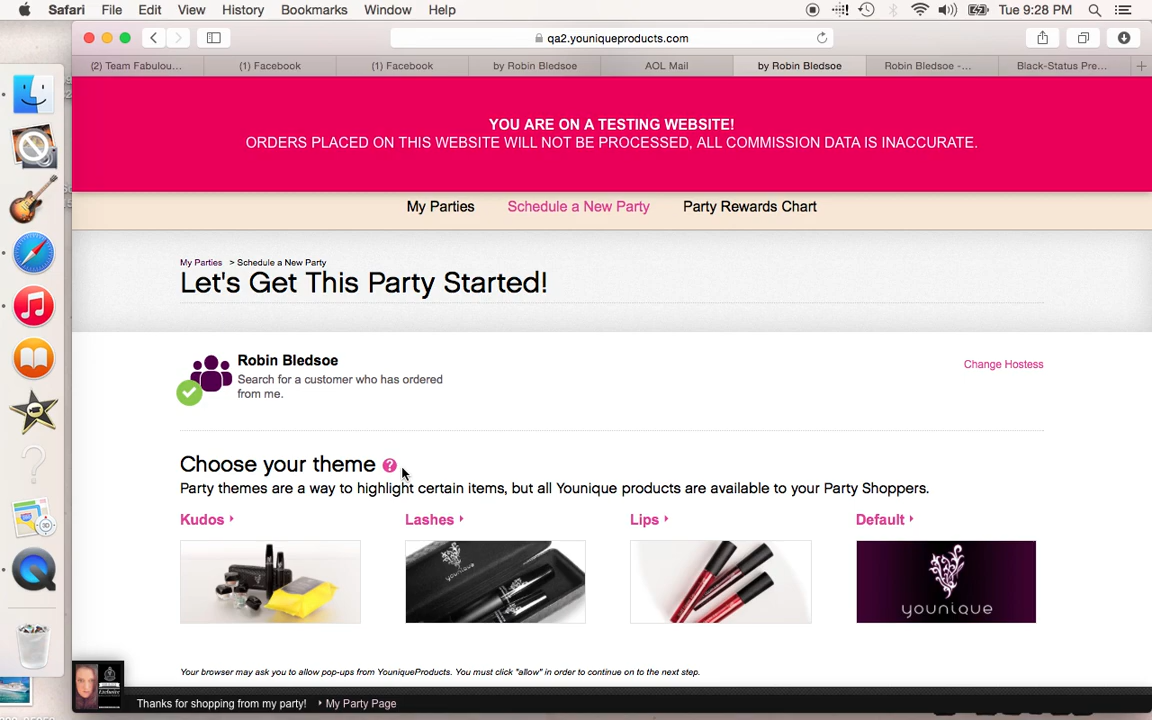 Safari File Edit View History Bookmarks Window Help Tue 9:28 PM
qa2.youniqueproducts.com
(2) Team Fabulou... (1) Facebook (1) Facebook by Robin Bledsoe AOL Mail by Robin Bledsoe Robin Bledsoe -... Black-Status Pre...
YOU ARE ON A TESTING WEBSITE!
ORDERS PLACED ON THIS WEBSITE WILL NOT BE PROCESSED, ALL COMMISSION DATA IS INACCURATE.
My Parties Schedule a New Party Party Rewards Chart
My Parties > Schedule a New Party
Let's Get This Party Started!
Robin Bledsoe
Change Hostess
Search for a customer who has ordered
from me.
Choose your theme ?
Party themes are a way to highlight certain items, but all Younique products are available to your Party Shoppers.
Kudos Lashes Lips Default
younique
younique
Your browser may ask you to allow pop-ups from YouniqueProducts. You must click "allow" in order to continue on to the next step.
Thanks for shopping from my party! My Party Page